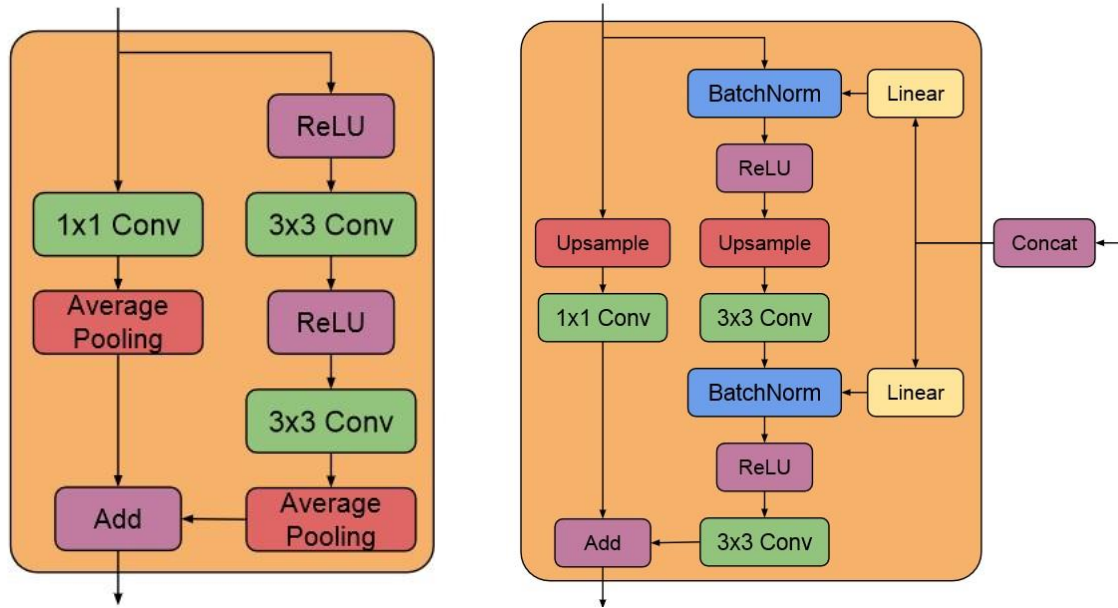 ReLU
1x1 Conv
3x3 Conv
Average
Pooling
ReLU
3x3 Conv
Add
Average
Pooling
BatchNorm
Linear
ReLU
Upsample
Upsample
Concat
1x1 Conv
3x3 Conv
BatchNorm
Linear
ReLU
Add
3x3 Conv